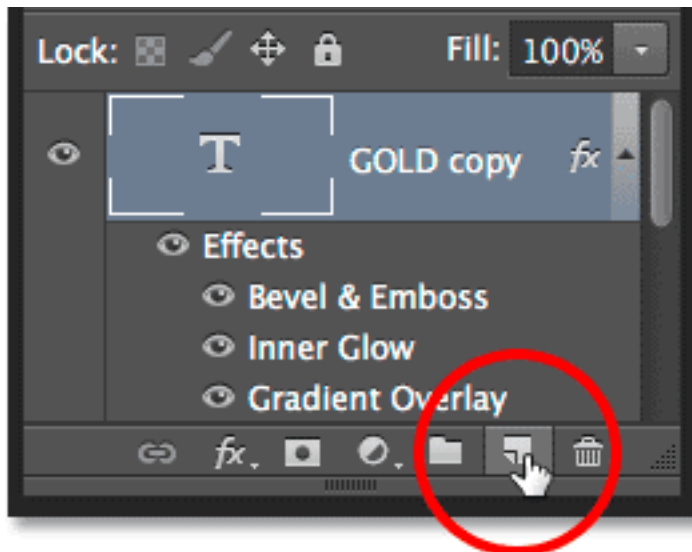 Lock: Fill: 100%
T GOLD copy fx
Effects
Bevel & Emboss
Inner Glow
Gradient Overlay
fx.